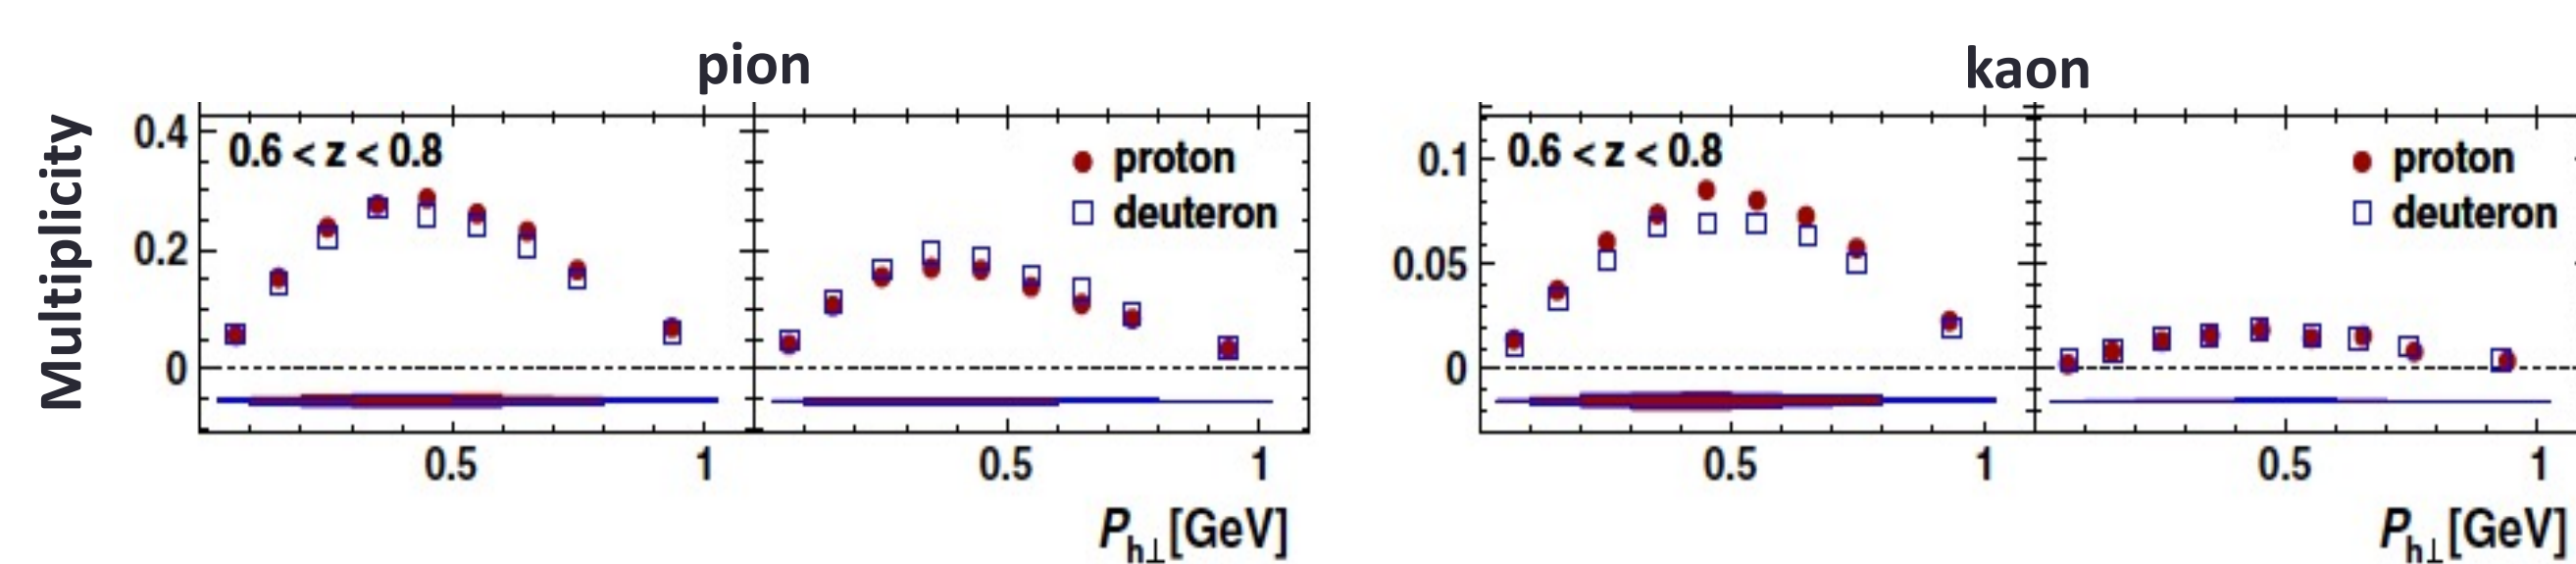 pion
kaon
Multiplicity
0.4
0.2
0
0.6 < z < 0.8
proton
deuteron
0.5
1
0.5
1
P_h⊥[GeV]
0.1
0.05
0
0.6 < z < 0.8
proton
deuteron
0.5
1
0.5
1
P_h⊥[GeV]